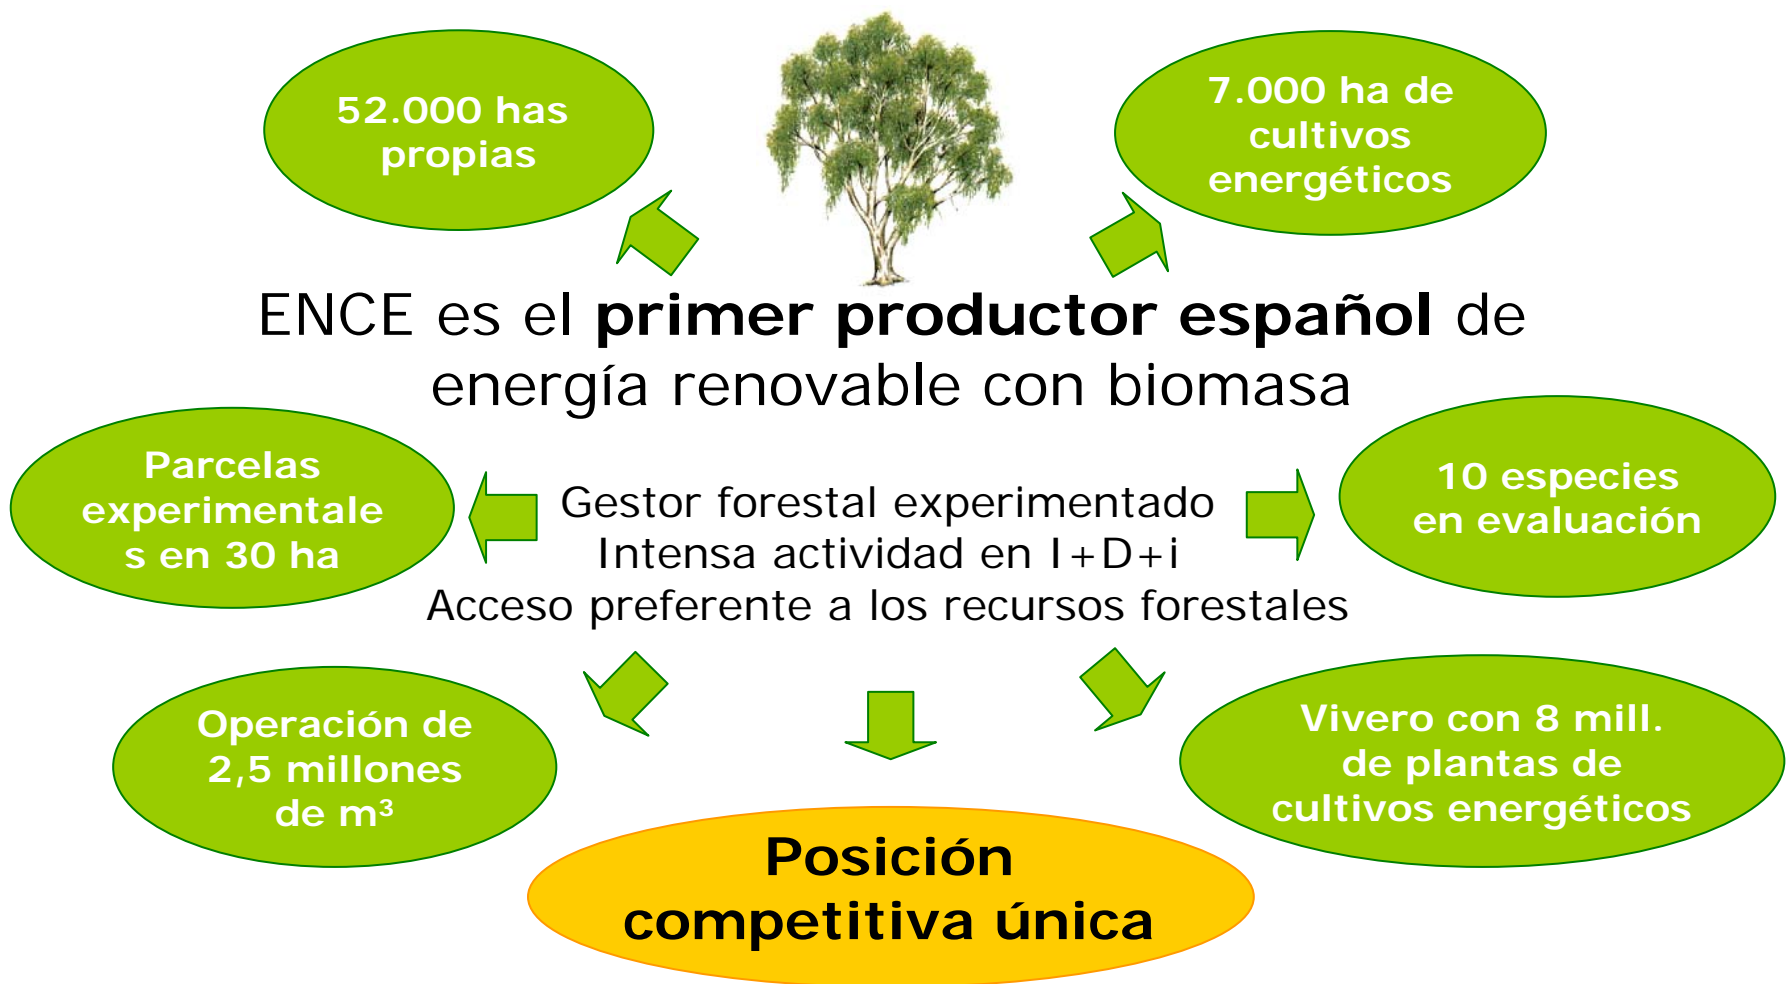 52.000 has
propias
7.000 ha de
cultivos
energéticos
ENCE es el primer productor español de
energía renovable con biomasa
Parcelas
experimentale
s en 30 ha
Gestor forestal experimentado
Intensa actividad en I+D+i
Acceso preferente a los recursos forestales
10 especies
en evaluación
Operación de
2,5 millones
de m³
Vivero con 8 mill.
de plantas de
cultivos energéticos
Posición
competitiva única